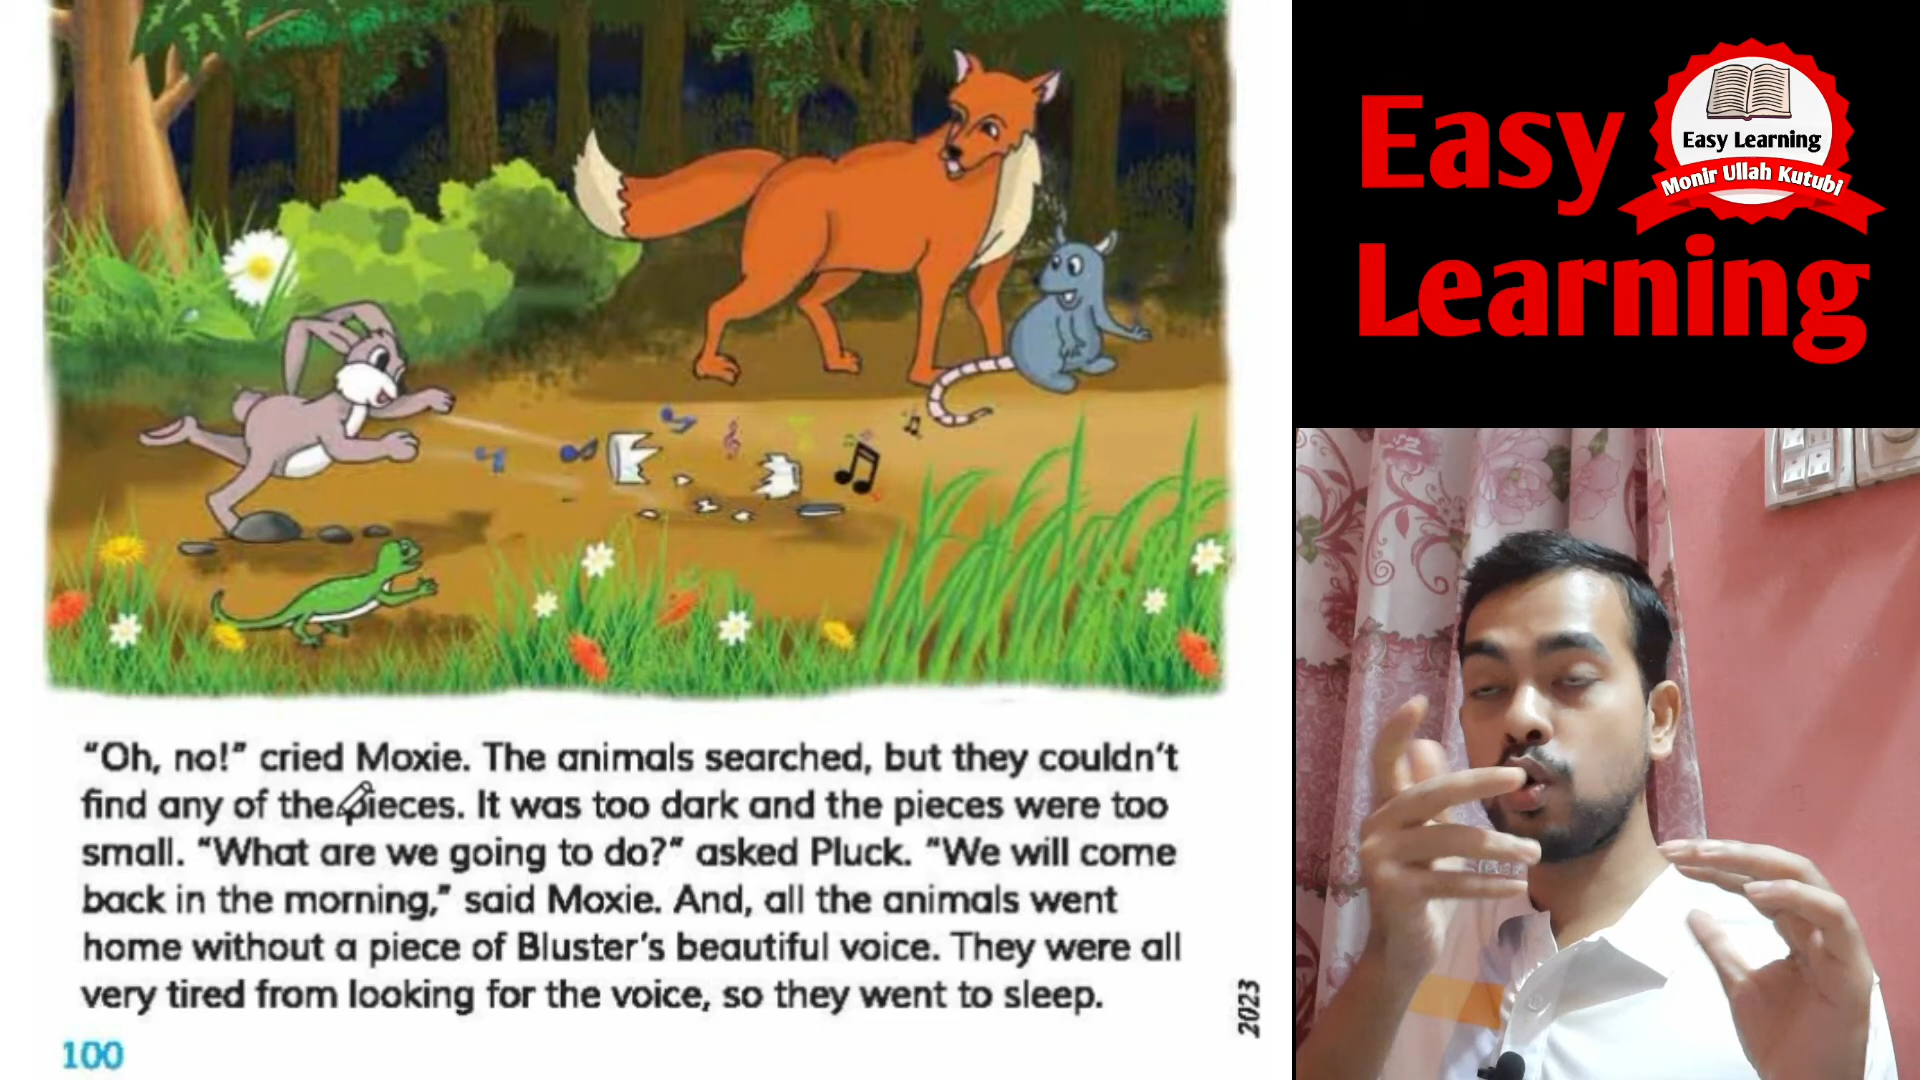 “Oh, no!” cried Moxie. The animals searched, but they couldn’t
find any of the pieces. It was too dark and the pieces were too
small. “What are we going to do?” asked Pluck. “We will come
back in the morning,” said Moxie. And, all the animals went
home without a piece of Bluster’s beautiful voice. They were all
very tired from looking for the voice, so they went to sleep.
100
2023
Easy
Learning
Easy Learning
Monir Ullah Kutubi